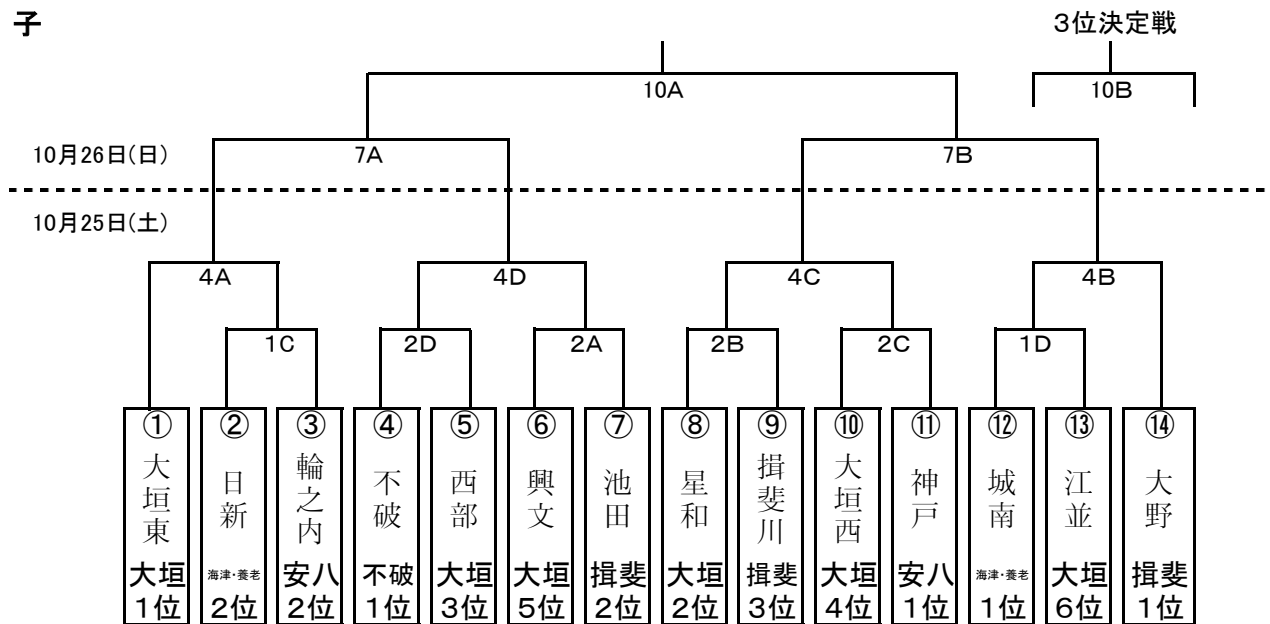 子
3位決定戦
10A
10B
10月26日(日)
7A
7B
10月25日(土)
4A
4D
4C
4B
1C
2D
2A
2B
2C
1D
①
②
③
④
⑤
⑥
⑦
⑧
⑨
⑩
⑪
⑫
⑬
⑭
大垣東
日新
輪之内
不破
西部
興文
池田
星和
揖斐川
大垣西
神戸
城南
江並
大野
大垣
海津・養老
安八
不破
大垣
大垣
揖斐
大垣
揖斐
大垣
安八
海津・養老
大垣
揖斐
1位
2位
2位
1位
3位
5位
2位
2位
3位
4位
1位
1位
6位
1位